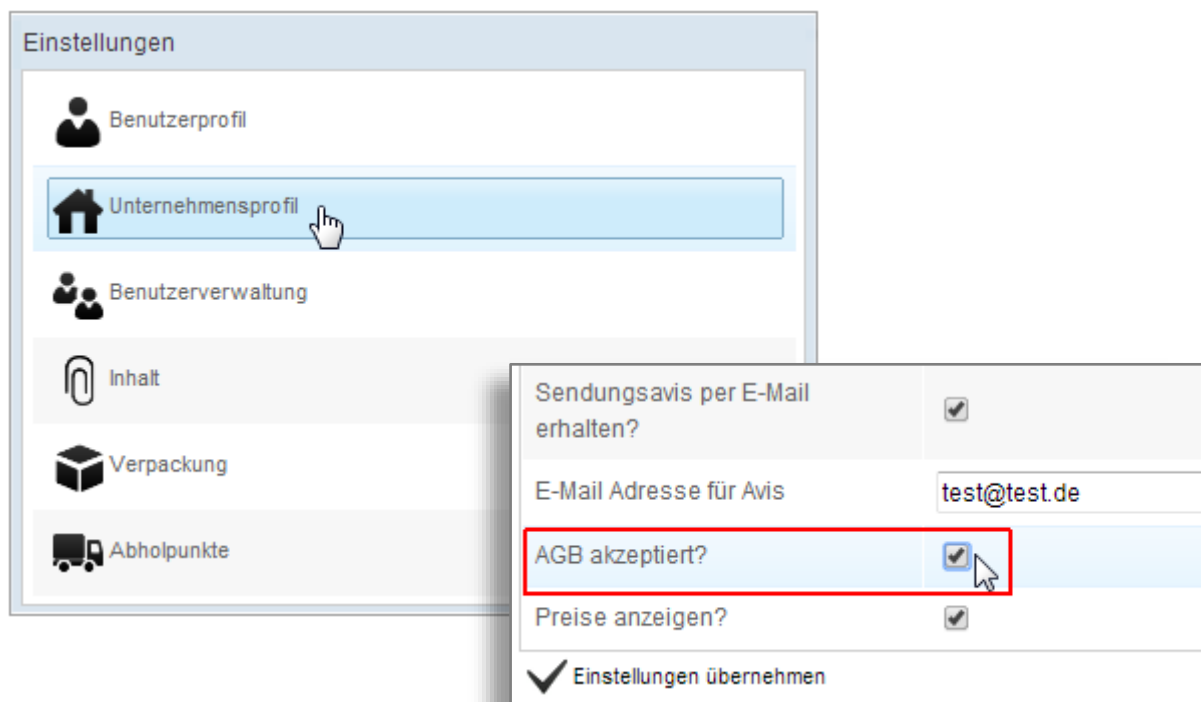 Einstellungen
Benutzerprofil
Unternehmensprofil
Benutzerverwaltung
Inhalt
Verpackung
Abholpunkte
Sendungsavis per E-Mail
erhalten?
E-Mail Adresse für Avis
test@test.de
AGB akzeptiert?
Preise anzeigen?
Einstellungen übernehmen